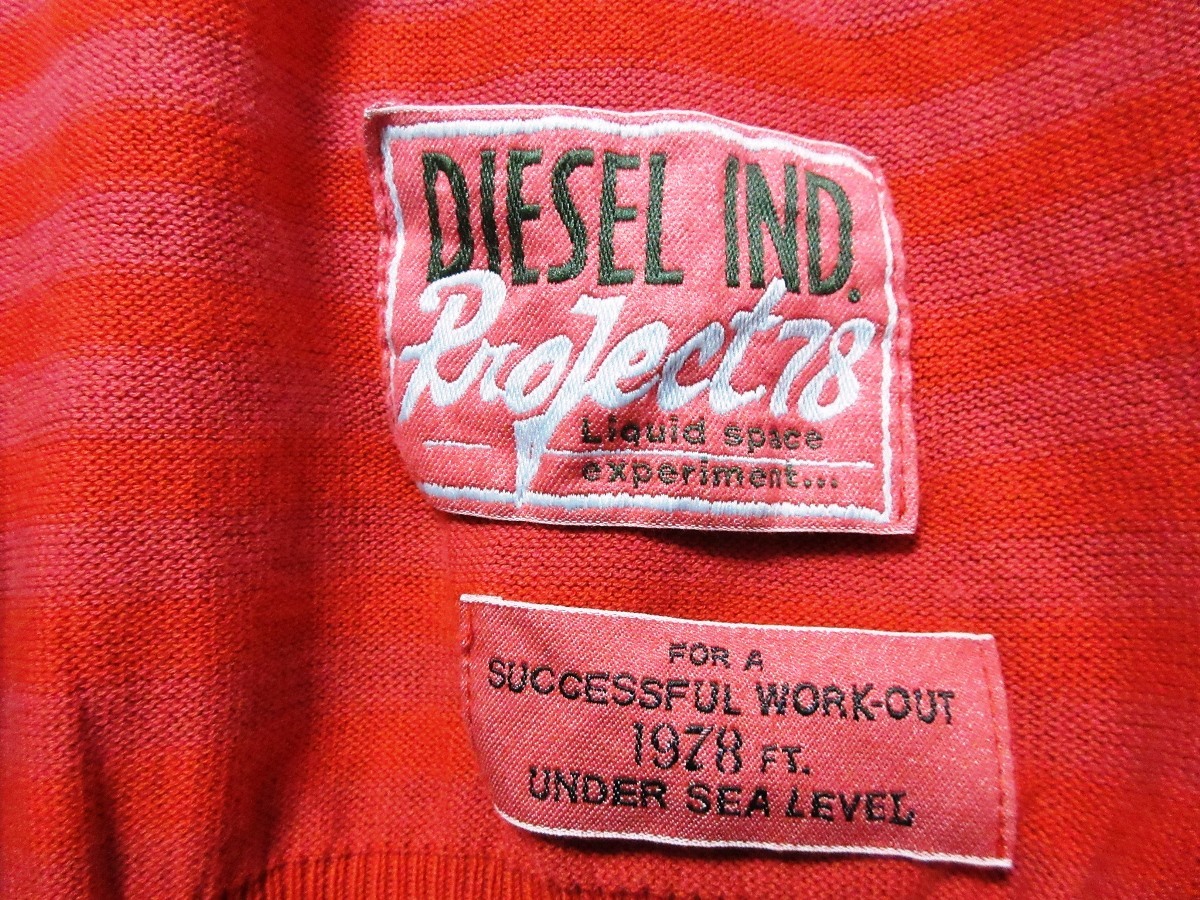 DIESEL IND.
ProJect 78
Liquid space
experiment...
FOR A
SUCCESSFUL WORK-OUT
1978 FT.
UNDER SEA LEVEL